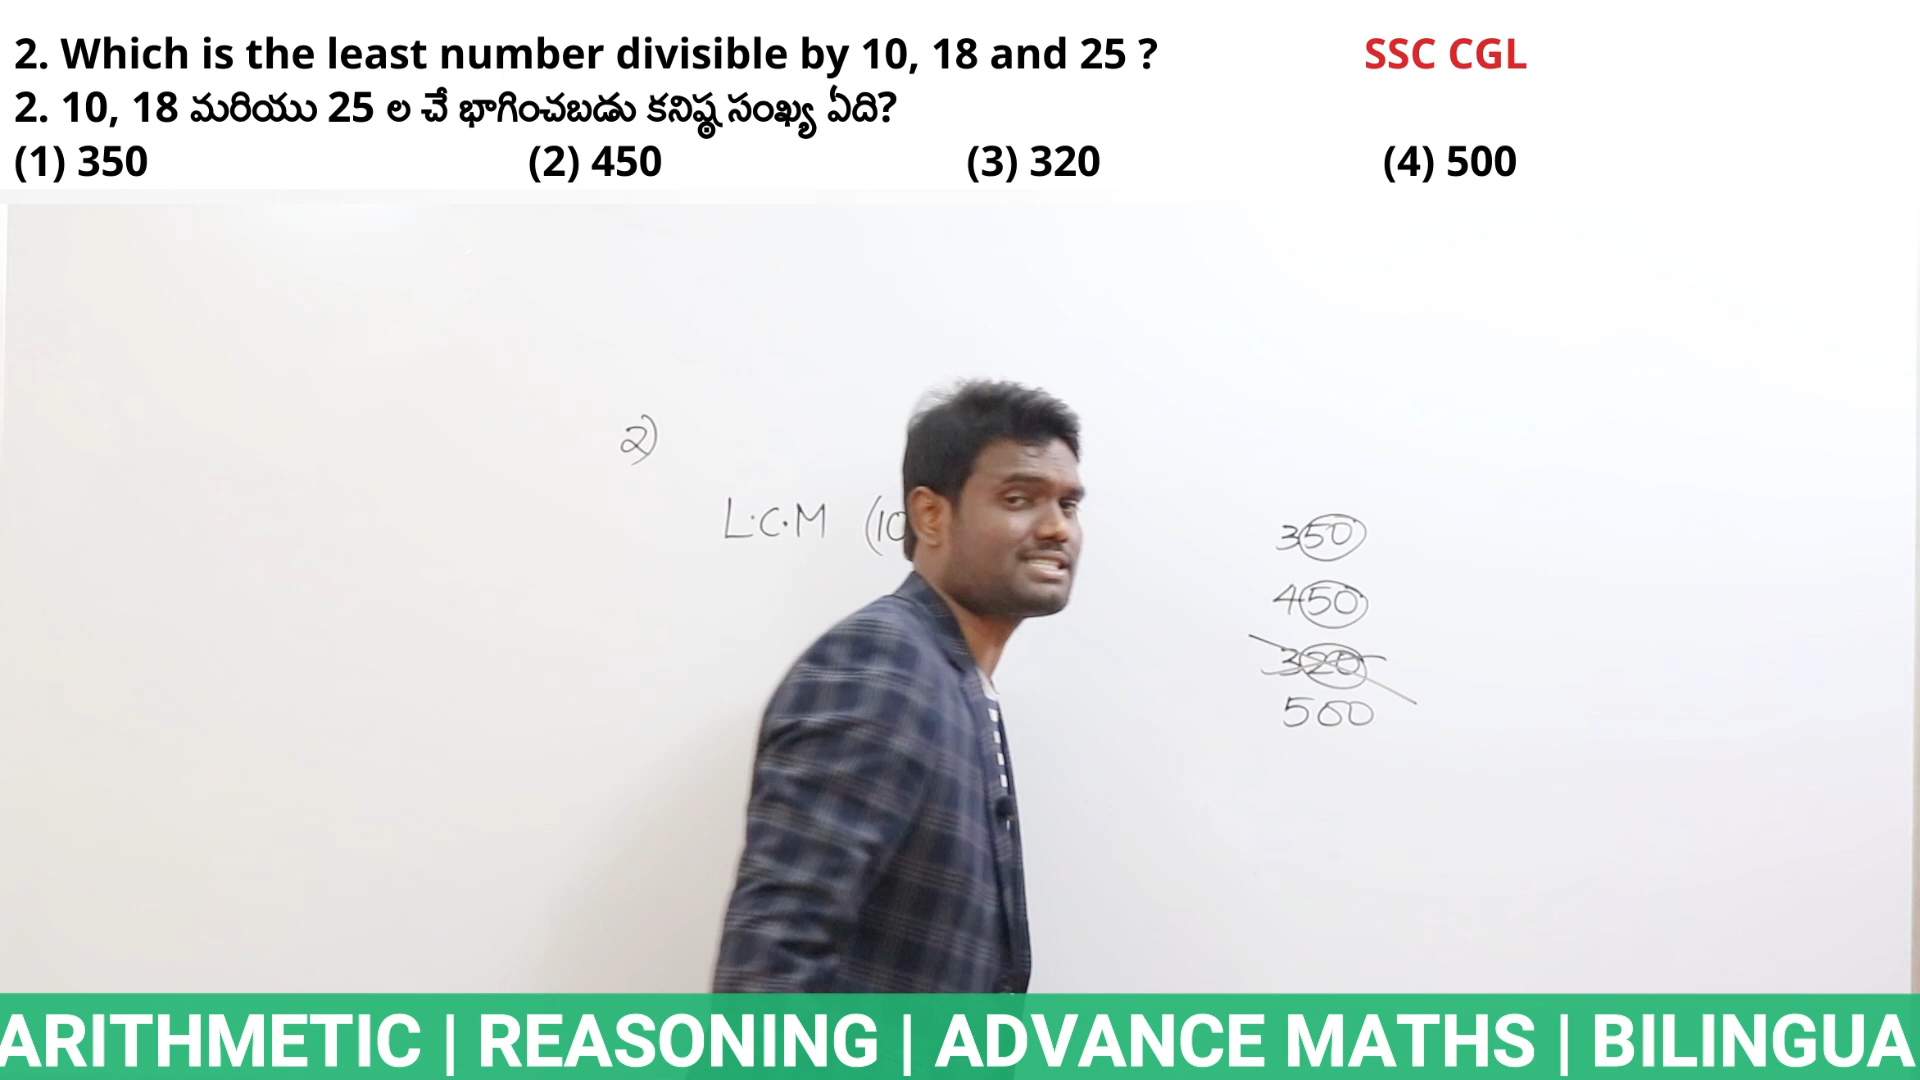 2. Which is the least number divisible by 10, 18 and 25 ? SSC CGL
2. 10, 18 మరియు 25 ల చే భాగించబడు కనిష్ఠ సంఖ్య ఏది?
(1) 350 (2) 450 (3) 320 (4) 500
2)
L.C.M (10
350
450
320
500
ARITHMETIC | REASONING | ADVANCE MATHS | BILINGUA